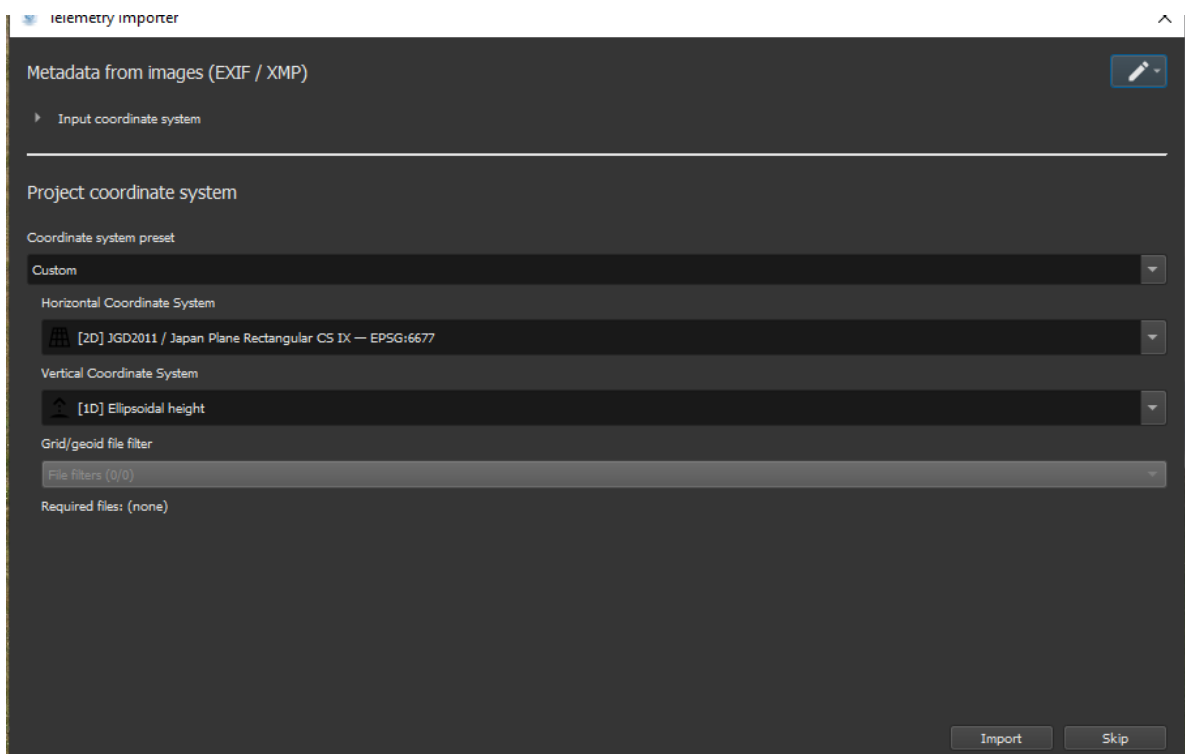 Telemetry Importer
Metadata from images (EXIF / XMP)
Input coordinate system
Project coordinate system
Coordinate system preset
Custom
Horizontal Coordinate System
[2D] JGD2011 / Japan Plane Rectangular CS IX — EPSG:6677
Vertical Coordinate System
[1D] Ellipsoidal height
Grid/geoid file filter
File filters (0/0)
Required files: (none)
Import Skip